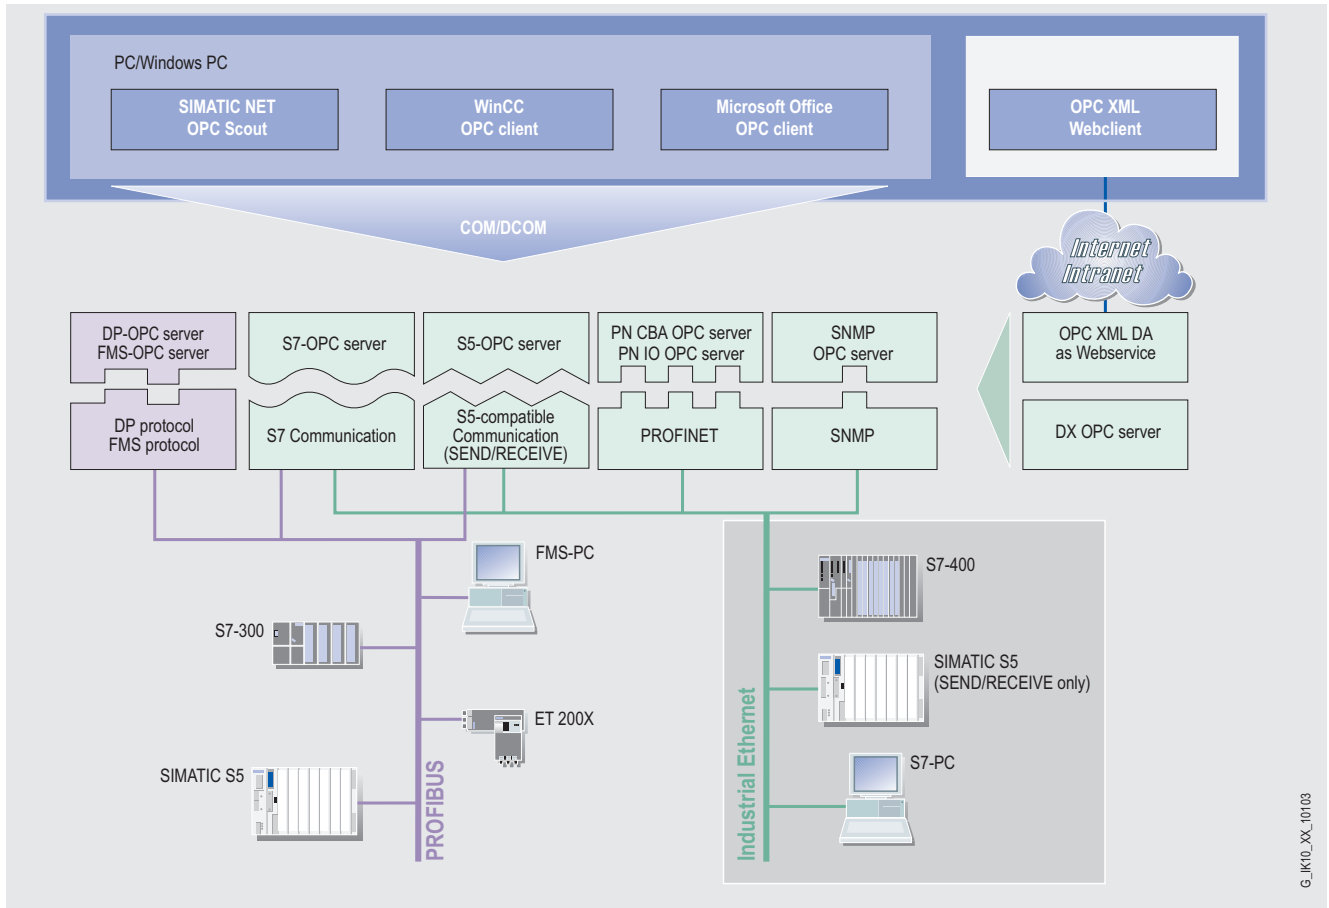 PC/Windows PC
SIMATIC NET
OPC Scout
WinCC
OPC client
Microsoft Office
OPC client
OPC XML
Webclient
COM/DCOM
Internet
Intranet
DP-OPC server
FMS-OPC server
S7-OPC server
S5-OPC server
PN CBA OPC server
PN IO OPC server
SNMP
OPC server
OPC XML DA
as Webservice
DP protocol
FMS protocol
S7 Communication
S5-compatible
Communication
(SEND/RECEIVE)
PROFINET
SNMP
DX OPC server
FMS-PC
S7-300
ET 200X
SIMATIC S5
PROFIBUS
S7-400
SIMATIC S5
(SEND/RECEIVE only)
S7-PC
Industrial Ethernet
G_IK10_XX_10103